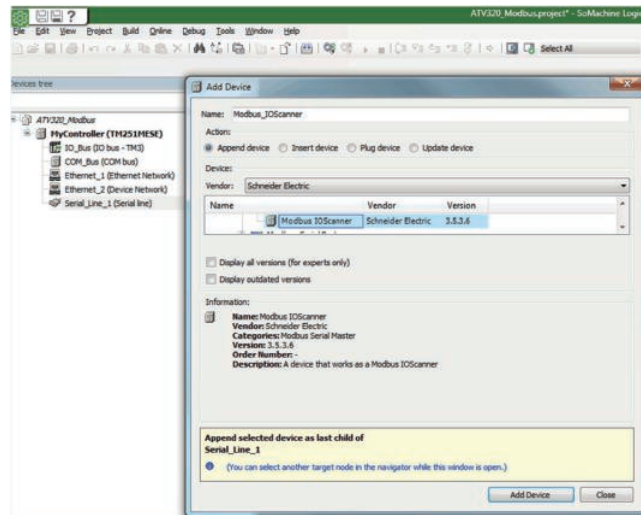 ATV320_Modbus.project* - SoMachine Logic
File Edit View Project Build Online Debug Tools Window Help
Select All
Devices tree
ATV320_Modbus
MyController (TM251MESE)
IO_Bus (IO bus - TM3)
COM_Bus (COM bus)
Ethernet_1 (Ethernet Network)
Ethernet_2 (Device Network)
Serial_Line_1 (Serial line)
Add Device
Name: Modbus_IOScanner
Action:
Append device Insert device Plug device Update device
Device:
Vendor: Schneider Electric
Name Vendor Version
Modbus IOScanner Schneider Electric 3.5.3.6
Display all versions (for experts only)
Display outdated versions
Information:
Name: Modbus IOScanner
Vendor: Schneider Electric
Categories: Modbus Serial Master
Version: 3.5.3.6
Order Number: -
Description: A device that works as a Modbus IOScanner
Append selected device as last child of
Serial_Line_1
(You can select another target node in the navigator while this window is open.)
Add Device Close